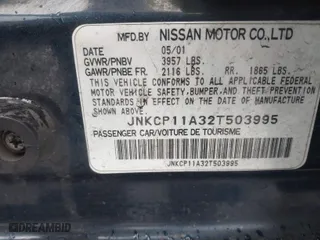 MFD.BY NISSAN MOTOR CO.,LTD
DATE 05/01
GVWR/PNBV 3957 LBS.
GAWR/PNBE FR. 2116 LBS. RR. 1865 LBS.
THIS VEHICLE CONFORMS TO ALL APPLICABLE FEDERAL
MOTOR VEHICLE SAFETY, BUMPER, AND THEFT PREVENTION
STANDARDS IN EFFECT ON THE DATE OF
MANUFACTURE SHOWN ABOVE.
JNKCP11A32T503995
PASSENGER CAR/VOITURE DE TOURISME
JNKCP11A32T503995